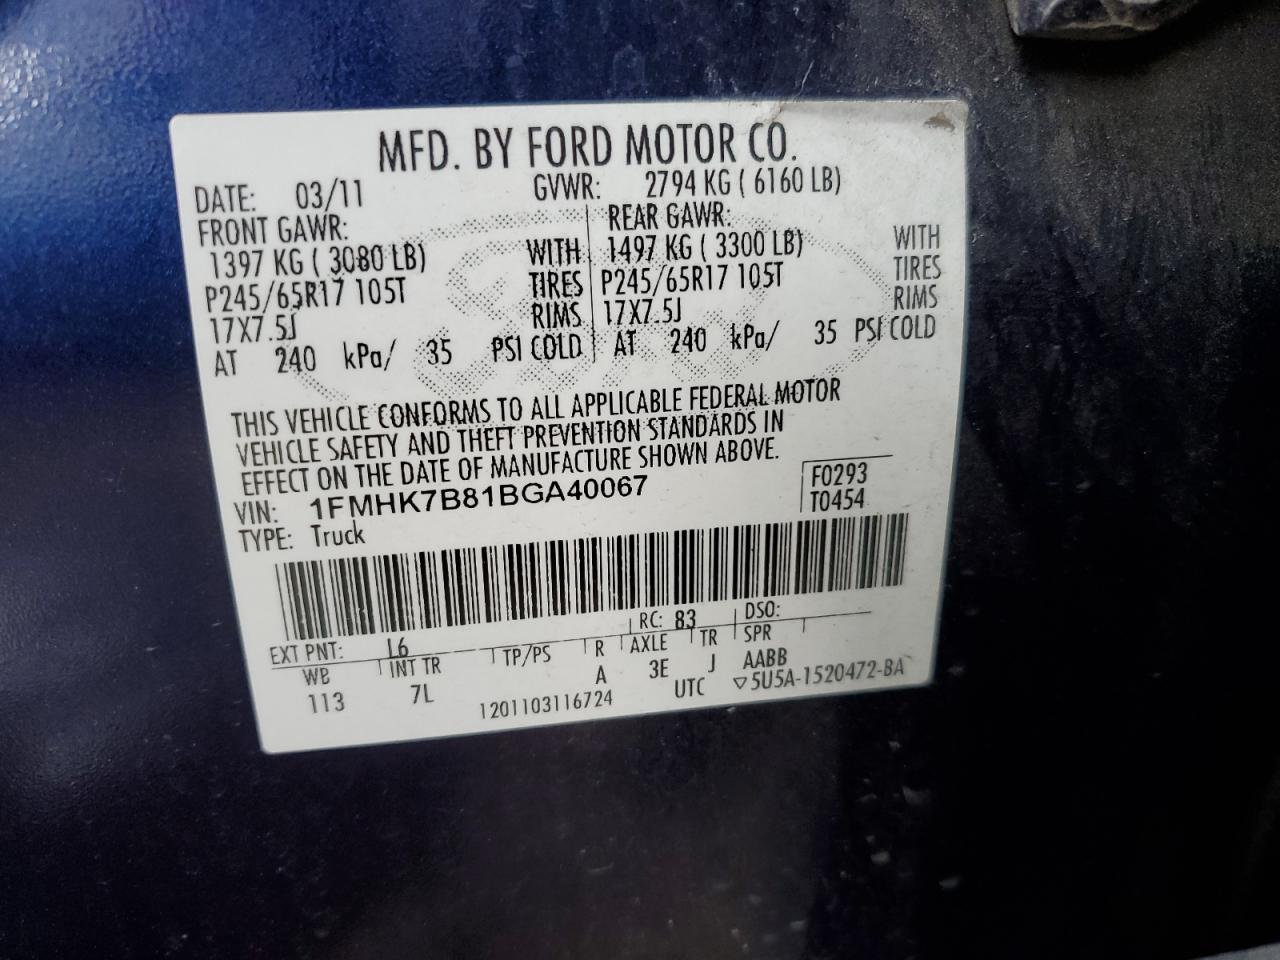 MFD. BY FORD MOTOR CO.
DATE: 03/11 GVWR: 2794 KG ( 6160 LB)
FRONT GAWR: REAR GAWR:
1397 KG ( 3080 LB) WITH 1497 KG ( 3300 LB) WITH
P245/65R17 105T TIRES P245/65R17 105T TIRES
17X7.5J RIMS 17X7.5J RIMS
AT 240 kPa/ 35 PSI COLD AT 240 kPa/ 35 PSI COLD
THIS VEHICLE CONFORMS TO ALL APPLICABLE FEDERAL MOTOR
VEHICLE SAFETY AND THEFT PREVENTION STANDARDS IN
EFFECT ON THE DATE OF MANUFACTURE SHOWN ABOVE.
VIN: 1FMHK7B81BGA40067 F0293
TYPE: Truck T0454
EXT PNT: L6 RC: 83 DSO:
WB INT TR TP/PS R AXLE TR SPR
113 7L A 3E J AABB
1201103116724 UTC ▽5U5A-1520472-BA